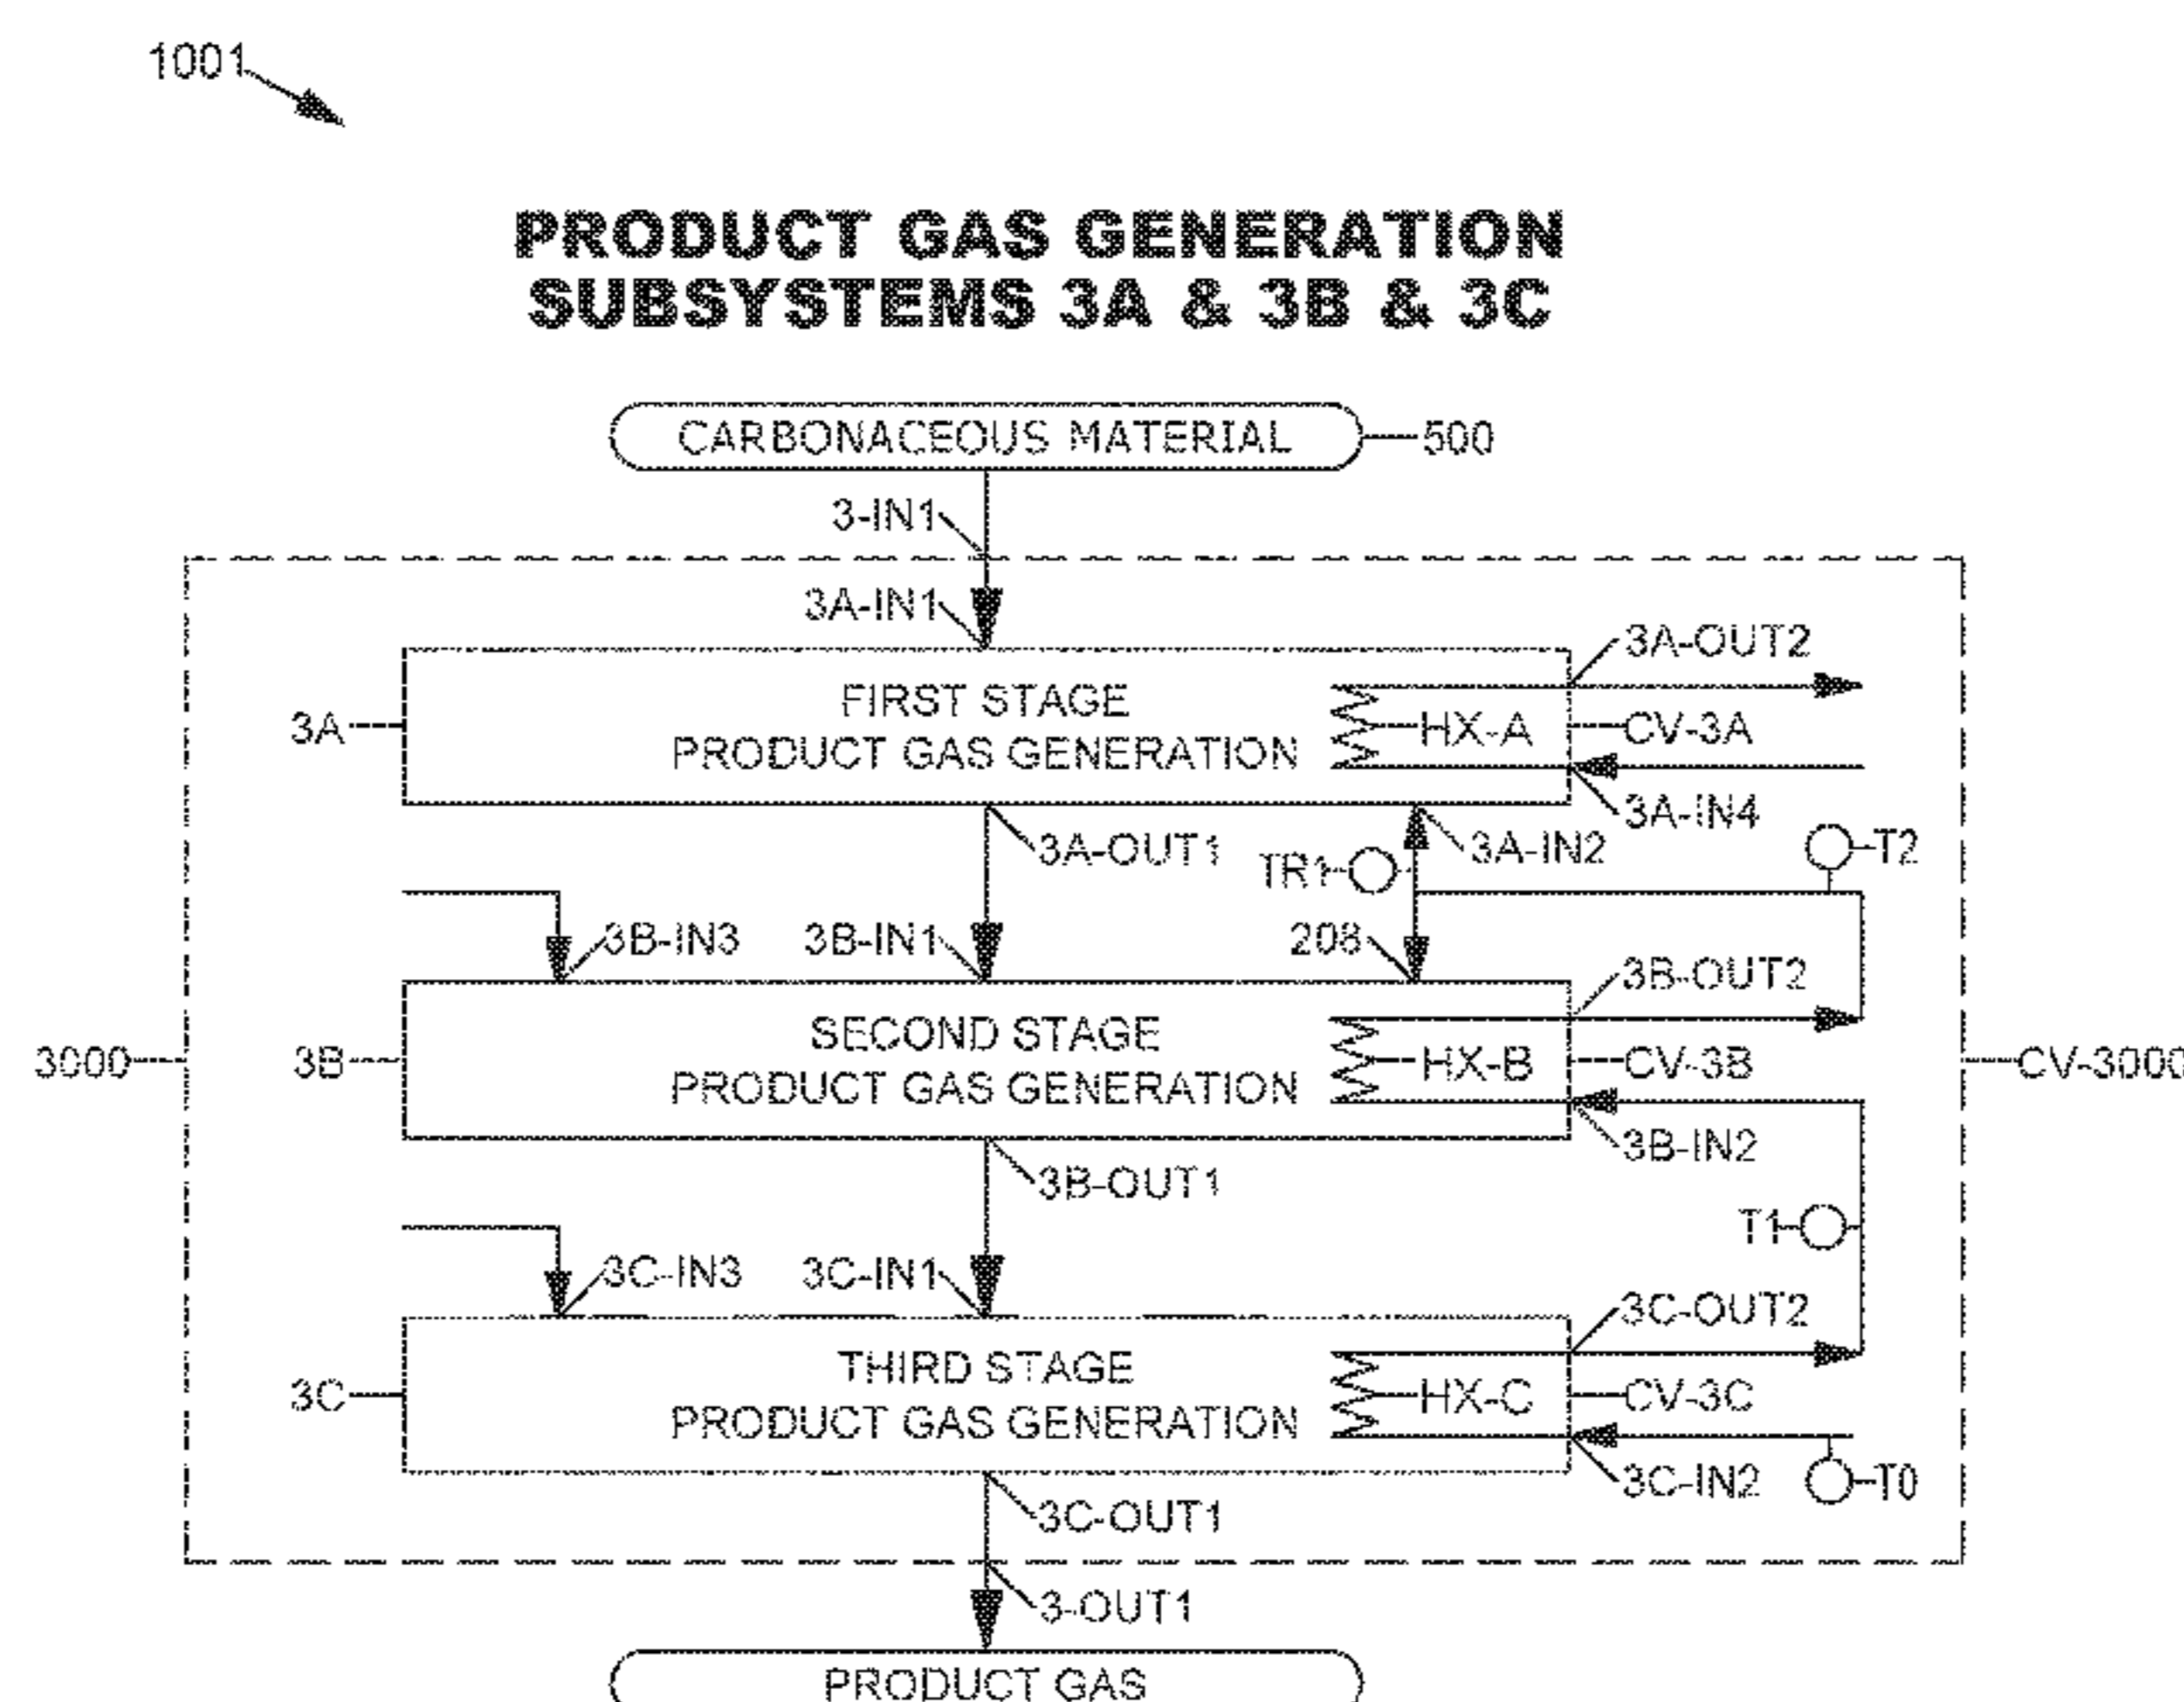 1001
PRODUCT GAS GENERATION
SUBSYSTEMS 3A & 3B & 3C
CARBONACEOUS MATERIAL
500
3-IN1
3A-IN1
3A-OUT2
3A
FIRST STAGE
PRODUCT GAS GENERATION
HX-A
CV-3A
3A-IN4
3A-OUT1
TR1
3A-IN2
T2
3B-IN3
3B-IN1
208
3B-OUT2
3000
3B
SECOND STAGE
PRODUCT GAS GENERATION
HX-B
CV-3B
CV-3000
3B-IN2
3B-OUT1
T1
3C-IN3
3C-IN1
3C-OUT2
3C
THIRD STAGE
PRODUCT GAS GENERATION
HX-C
CV-3C
3C-IN2
T0
3C-OUT1
3-OUT1
PRODUCT GAS